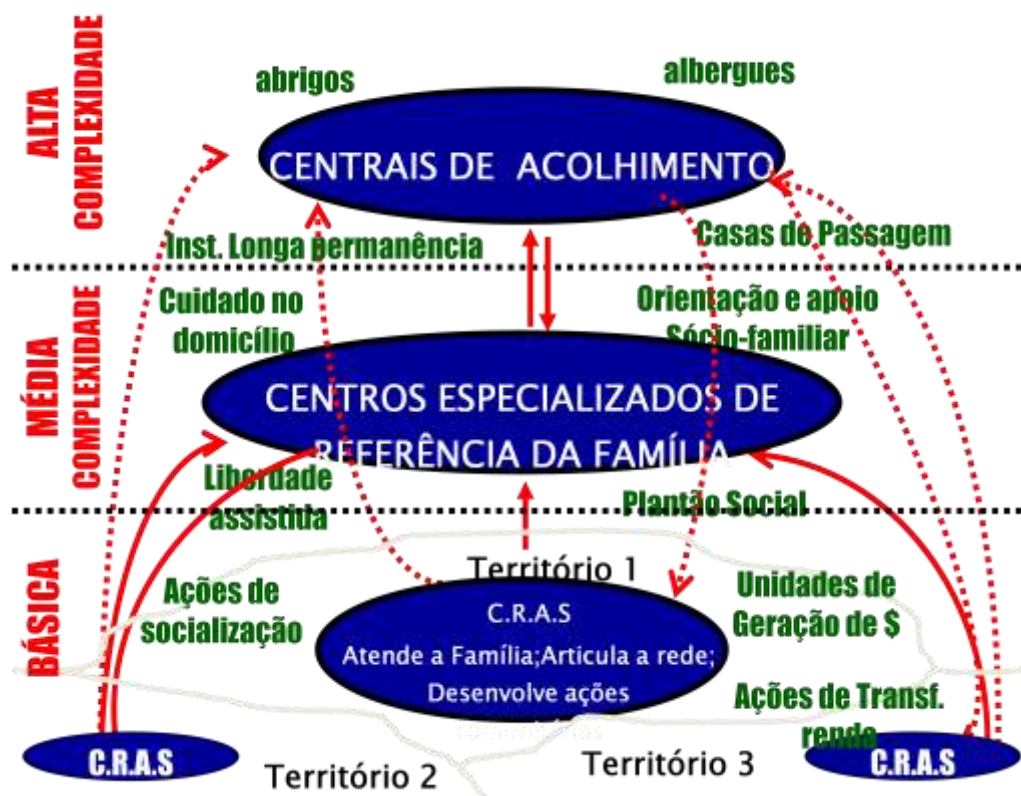 ALTA
COMPLEXIDADE
abrigos
albergues
CENTRAIS DE ACOLHIMENTO
Inst. Longa permanência
Casas de Passagem
MÉDIA
COMPLEXIDADE
Cuidado no
domicílio
Orientação e apoio
Sócio-familiar
CENTROS ESPECIALIZADOS DE
REFERÊNCIA DA FAMÍLIA
Liberdade
assistida
Plantão Social
BÁSICA
Território 1
Ações de
socialização
C.R.A.S
Atende a Família;Articula a rede;
Desenvolve ações
Unidades de
Geração de $
Ações de Transf.
renda
C.R.A.S
Território 2
Território 3
C.R.A.S